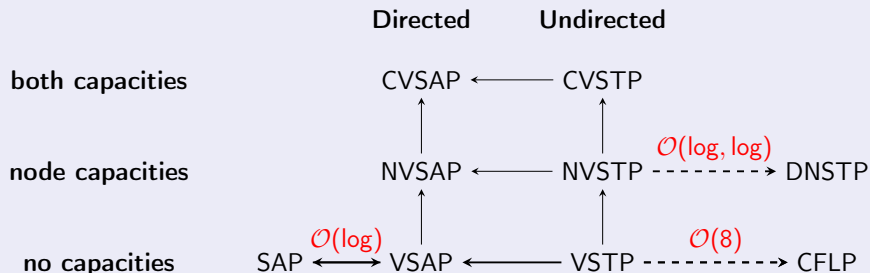 Directed Undirected
both capacities CVSAP CVSTP
O(log, log)
node capacities NVSAP NVSTP DNSTP
O(log) O(8)
no capacities SAP VSAP VSTP CFLP